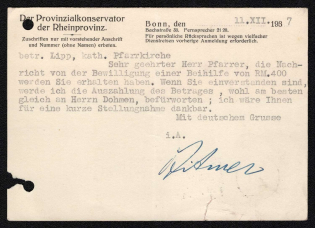 Der Provinzialkonservator
der Rheinprovinz.
Zuschriften nur mit vorstehender Anschrift
und Nummer (ohne Namen) erbeten.
Bonn, den 11.XII. 1937
Bachstraße 35. Fernsprecher 21 35.
Für persönliche Rücksprachen ist wegen vielfacher
Dienstreisen vorherige Anmeldung erforderlich.
betr. Lipp, kath. Pfarrkirche
Sehr geehrter Herr Pfarrer, die Nach-
richt von der Bewilligung einer Beihilfe von RM.400
werden Sie erhalten haben. Wenn Sie einverstanden sind,
werde ich die Auszahlung des Betrages , wohl am besten
gleich an Herrn Dohmen, befürworten ; ich wäre Ihnen
für eine kurze Stellungnahme dankbar.
Mit deutschem Grusse
i.A.